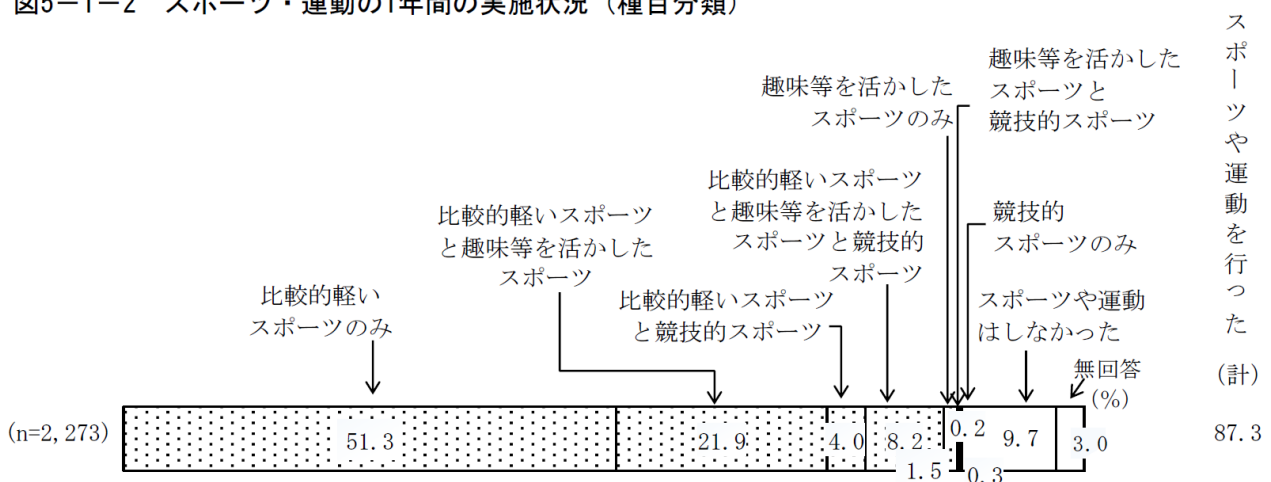 図5-1-2 スポーツ・運動の1年間の実施状況（種目分類）
スポーツや運動を行った
(計)
趣味等を活かした
スポーツと
競技的スポーツ
趣味等を活かした
スポーツのみ
比較的軽いスポーツ
と趣味等を活かした
スポーツと競技的
スポーツ
競技的
スポーツのみ
比較的軽いスポーツ
と趣味等を活かした
スポーツ
比較的軽い
スポーツのみ
比較的軽いスポーツ
と競技的スポーツ
スポーツや運動
はしなかった
無回答
(%)
(n=2,273)
51.3
21.9
4.0
8.2
1.5
0.2
0.3
9.7
3.0
87.3